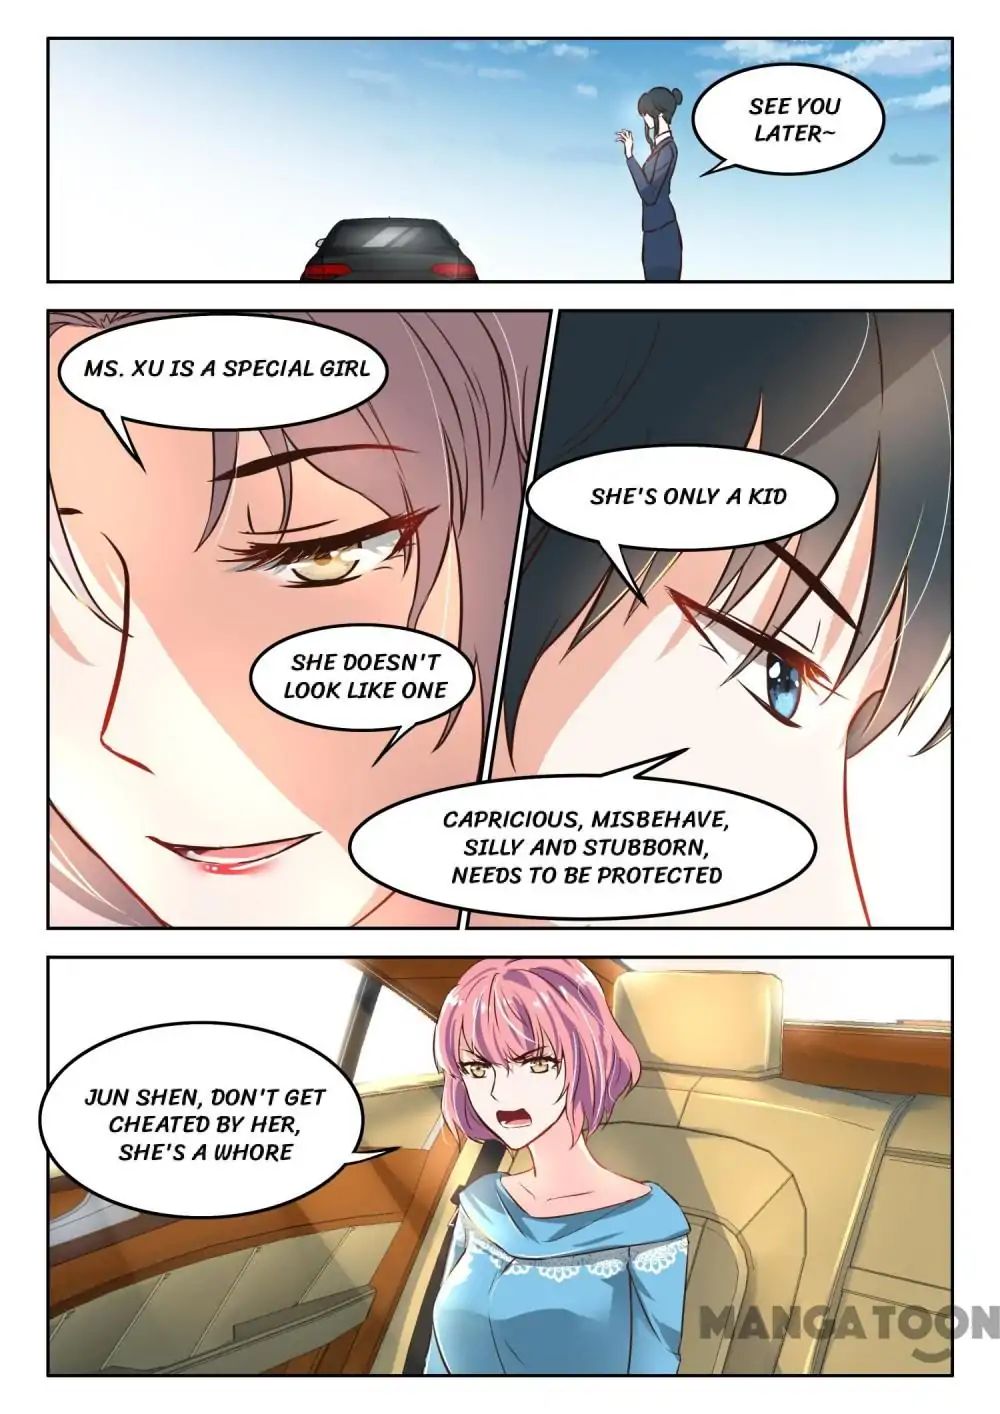 SEE YOU
LATER~
MS. XU IS A SPECIAL GIRL
SHE'S ONLY A KID
SHE DOESN'T
LOOK LIKE ONE
CAPRICIOUS, MISBEHAVE,
SILLY AND STUBBORN,
NEEDS TO BE PROTECTED
JUN SHEN, DON'T GET
CHEATED BY HER,
SHE'S A WHORE
MANGATOON